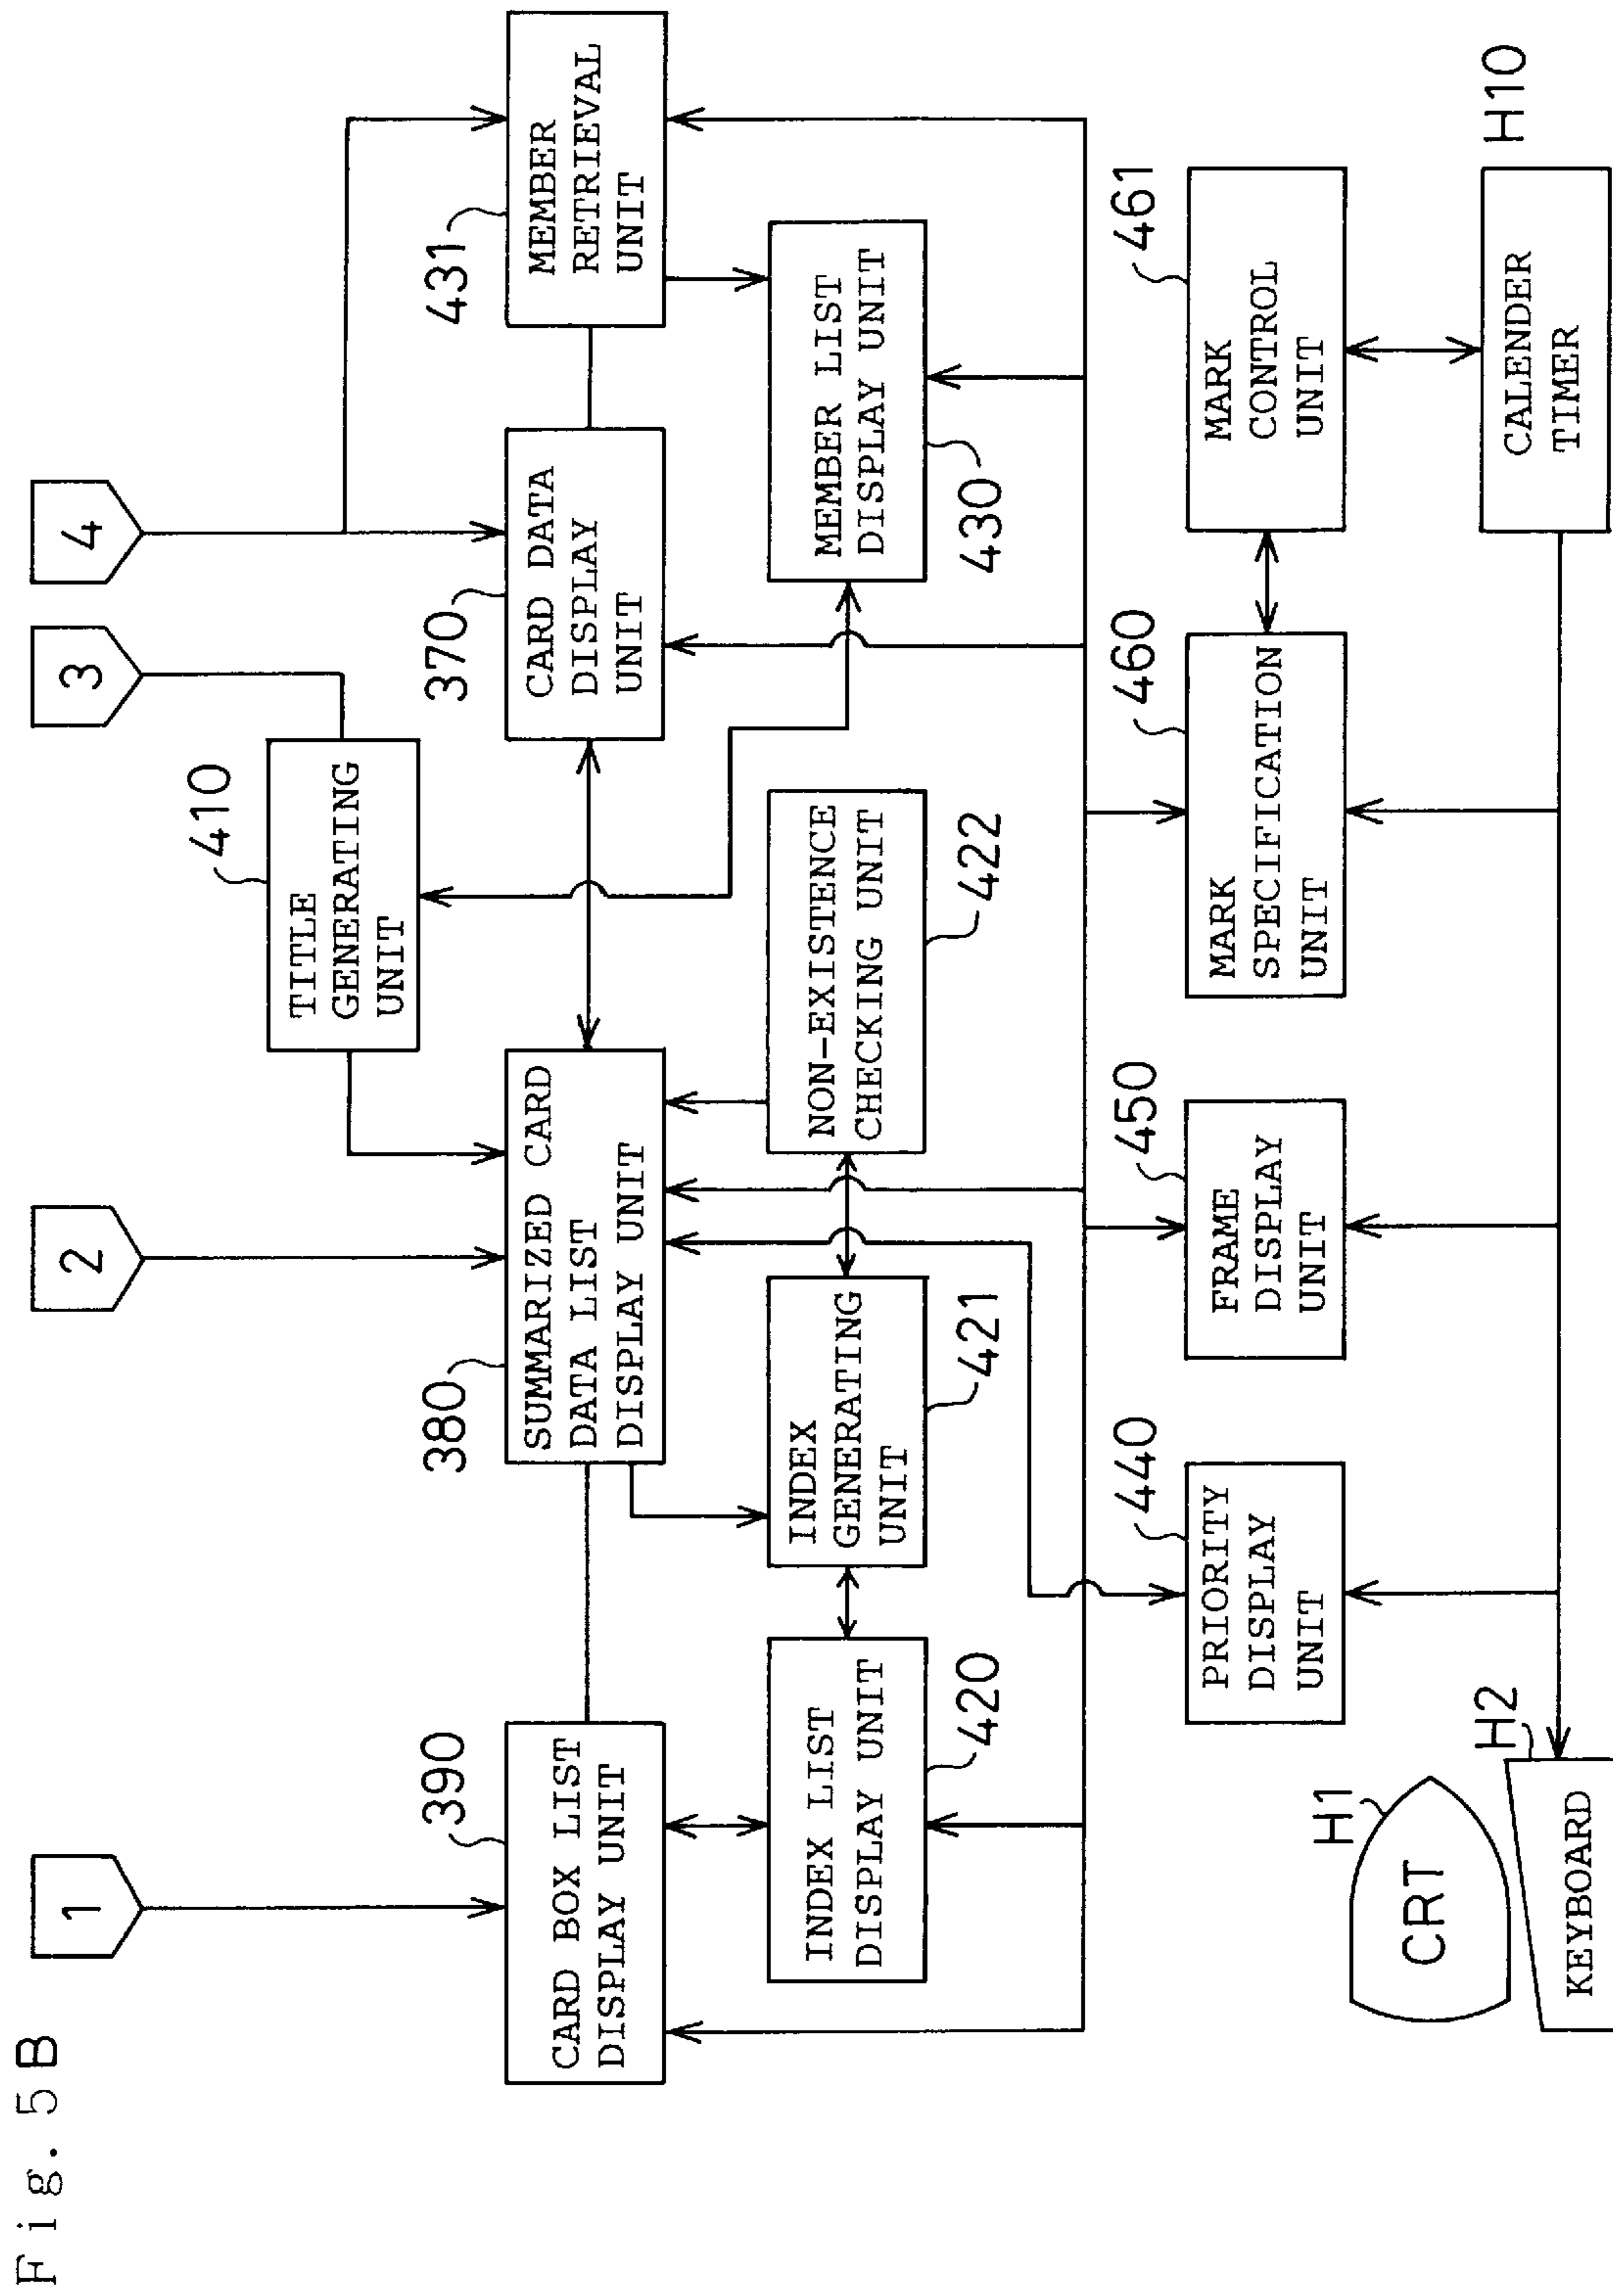 Fig. 5B
1
2
3
4
410
TITLE
GENERATING
UNIT
390
CARD BOX LIST
DISPLAY UNIT
380
SUMMARIZED CARD
DATA LIST
DISPLAY UNIT
370
CARD DATA
DISPLAY
UNIT
431
MEMBER
RETRIEVAL
UNIT
INDEX LIST
DISPLAY UNIT
420
INDEX
GENERATING
UNIT
421
NON-EXISTENCE
CHECKING UNIT
422
MEMBER LIST
DISPLAY UNIT
430
440
PRIORITY
DISPLAY
UNIT
450
FRAME
DISPLAY
UNIT
460
MARK
SPECIFICATION
UNIT
461
MARK
CONTROL
UNIT
H1
CRT
H2
KEYBOARD
CALENDER
TIMER
H10